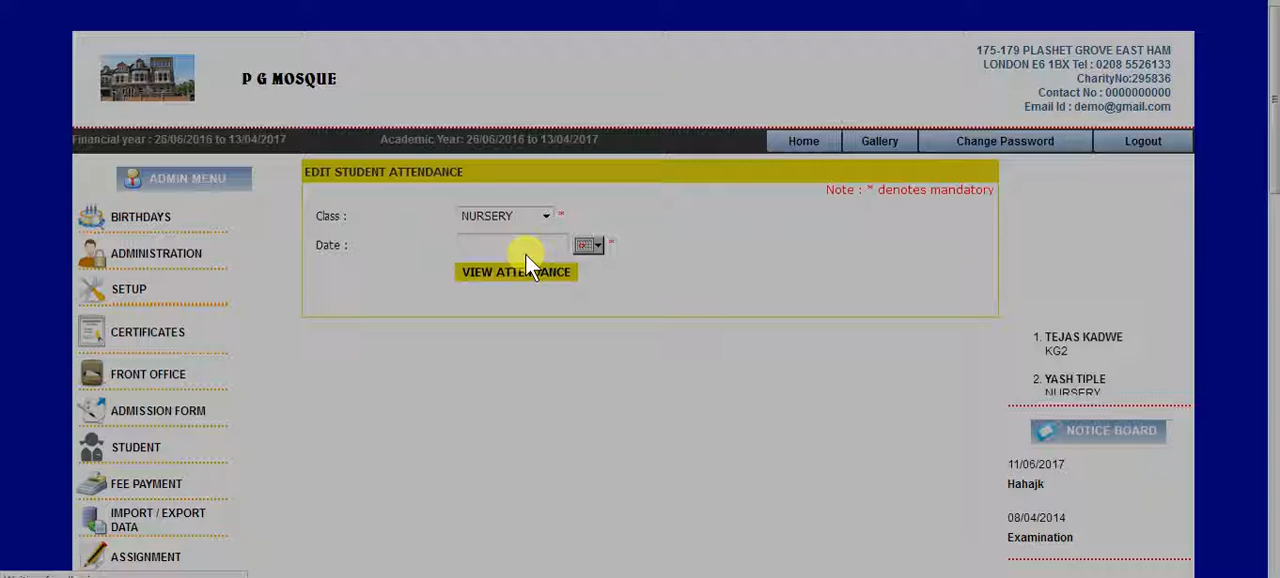 P G MOSQUE
175-179 PLASHET GROVE EAST HAM
LONDON E6 1BX Tel : 0208 5526133
CharityNo:295836
Contact No : 0000000000
Email Id : demo@gmail.com
Financial year : 26/06/2016 to 13/04/2017
Academic Year: 26/06/2016 to 13/04/2017
Home
Gallery
Change Password
Logout
ADMIN MENU
BIRTHDAYS
ADMINISTRATION
SETUP
CERTIFICATES
FRONT OFFICE
ADMISSION FORM
STUDENT
FEE PAYMENT
IMPORT / EXPORT
DATA
ASSIGNMENT
EDIT STUDENT ATTENDANCE
Note : * denotes mandatory
Class : NURSERY *
Date : *
VIEW ATTENDANCE
1. TEJAS KADWE
KG2
2. YASH TIPLE
NURSERY
NOTICE BOARD
11/06/2017
Hahajk
08/04/2014
Examination